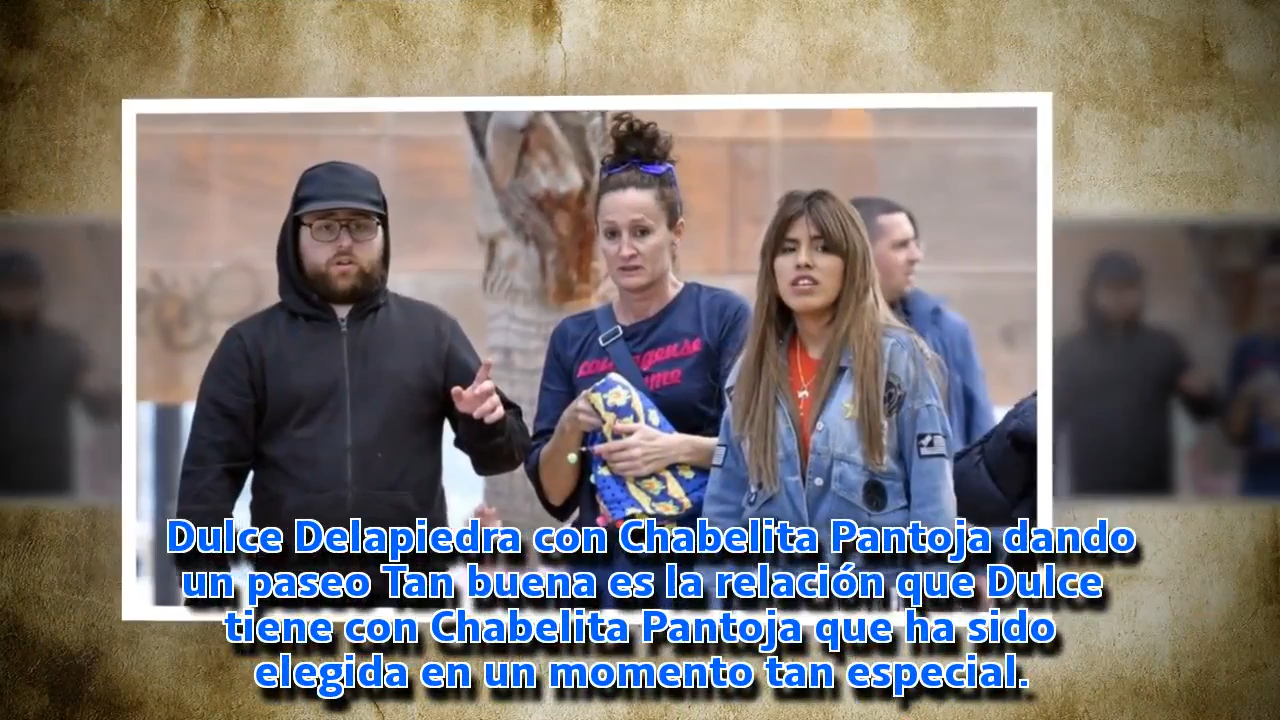 Dulce Delapiedra con Chabelita Pantoja dando
un paseo Tan buena es la relación que Dulce
tiene con Chabelita Pantoja que ha sido
elegida en un momento tan especial.